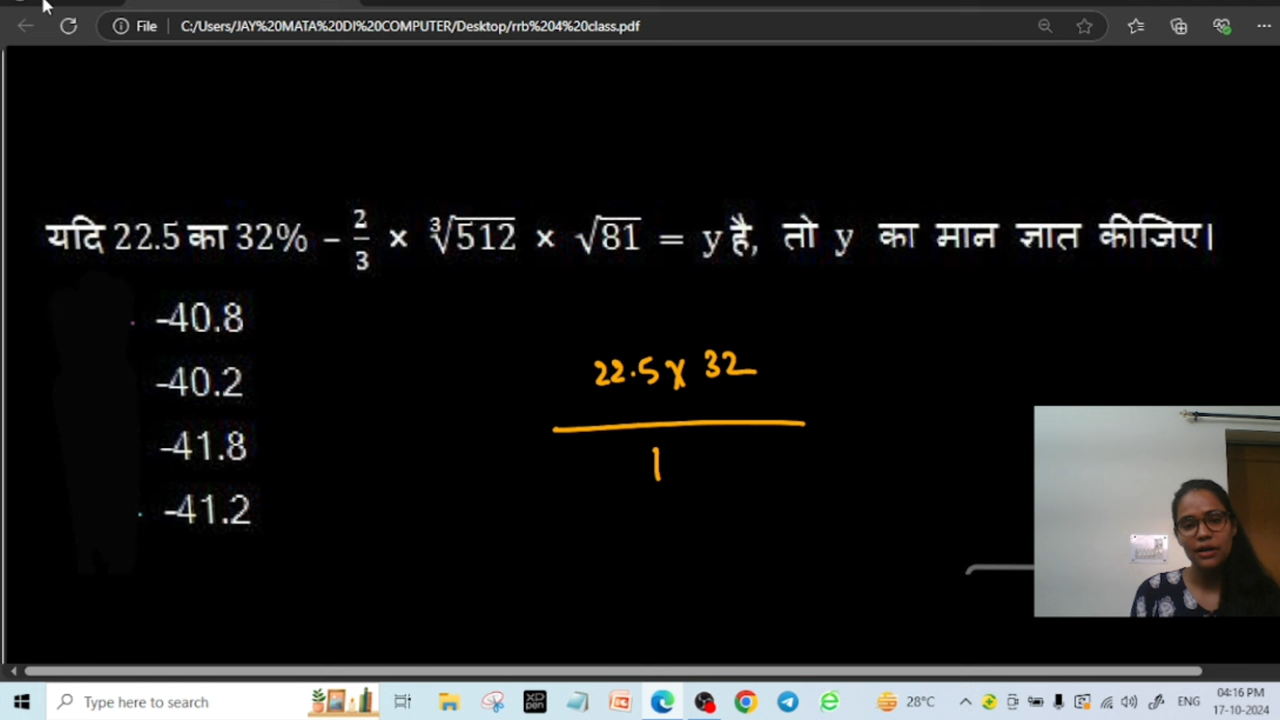 File
C:/Users/JAY%20MATA%20DI%20COMPUTER/Desktop/rrb%204%20class.pdf
यदि 22.5 का 32% − 2/3 × ∛512 × √81 = y है, तो y का मान ज्ञात कीजिए।
-40.8
-40.2
-41.8
-41.2
22.5 x 32
1
Type here to search
28°C
ENG
04:16 PM
17-10-2024